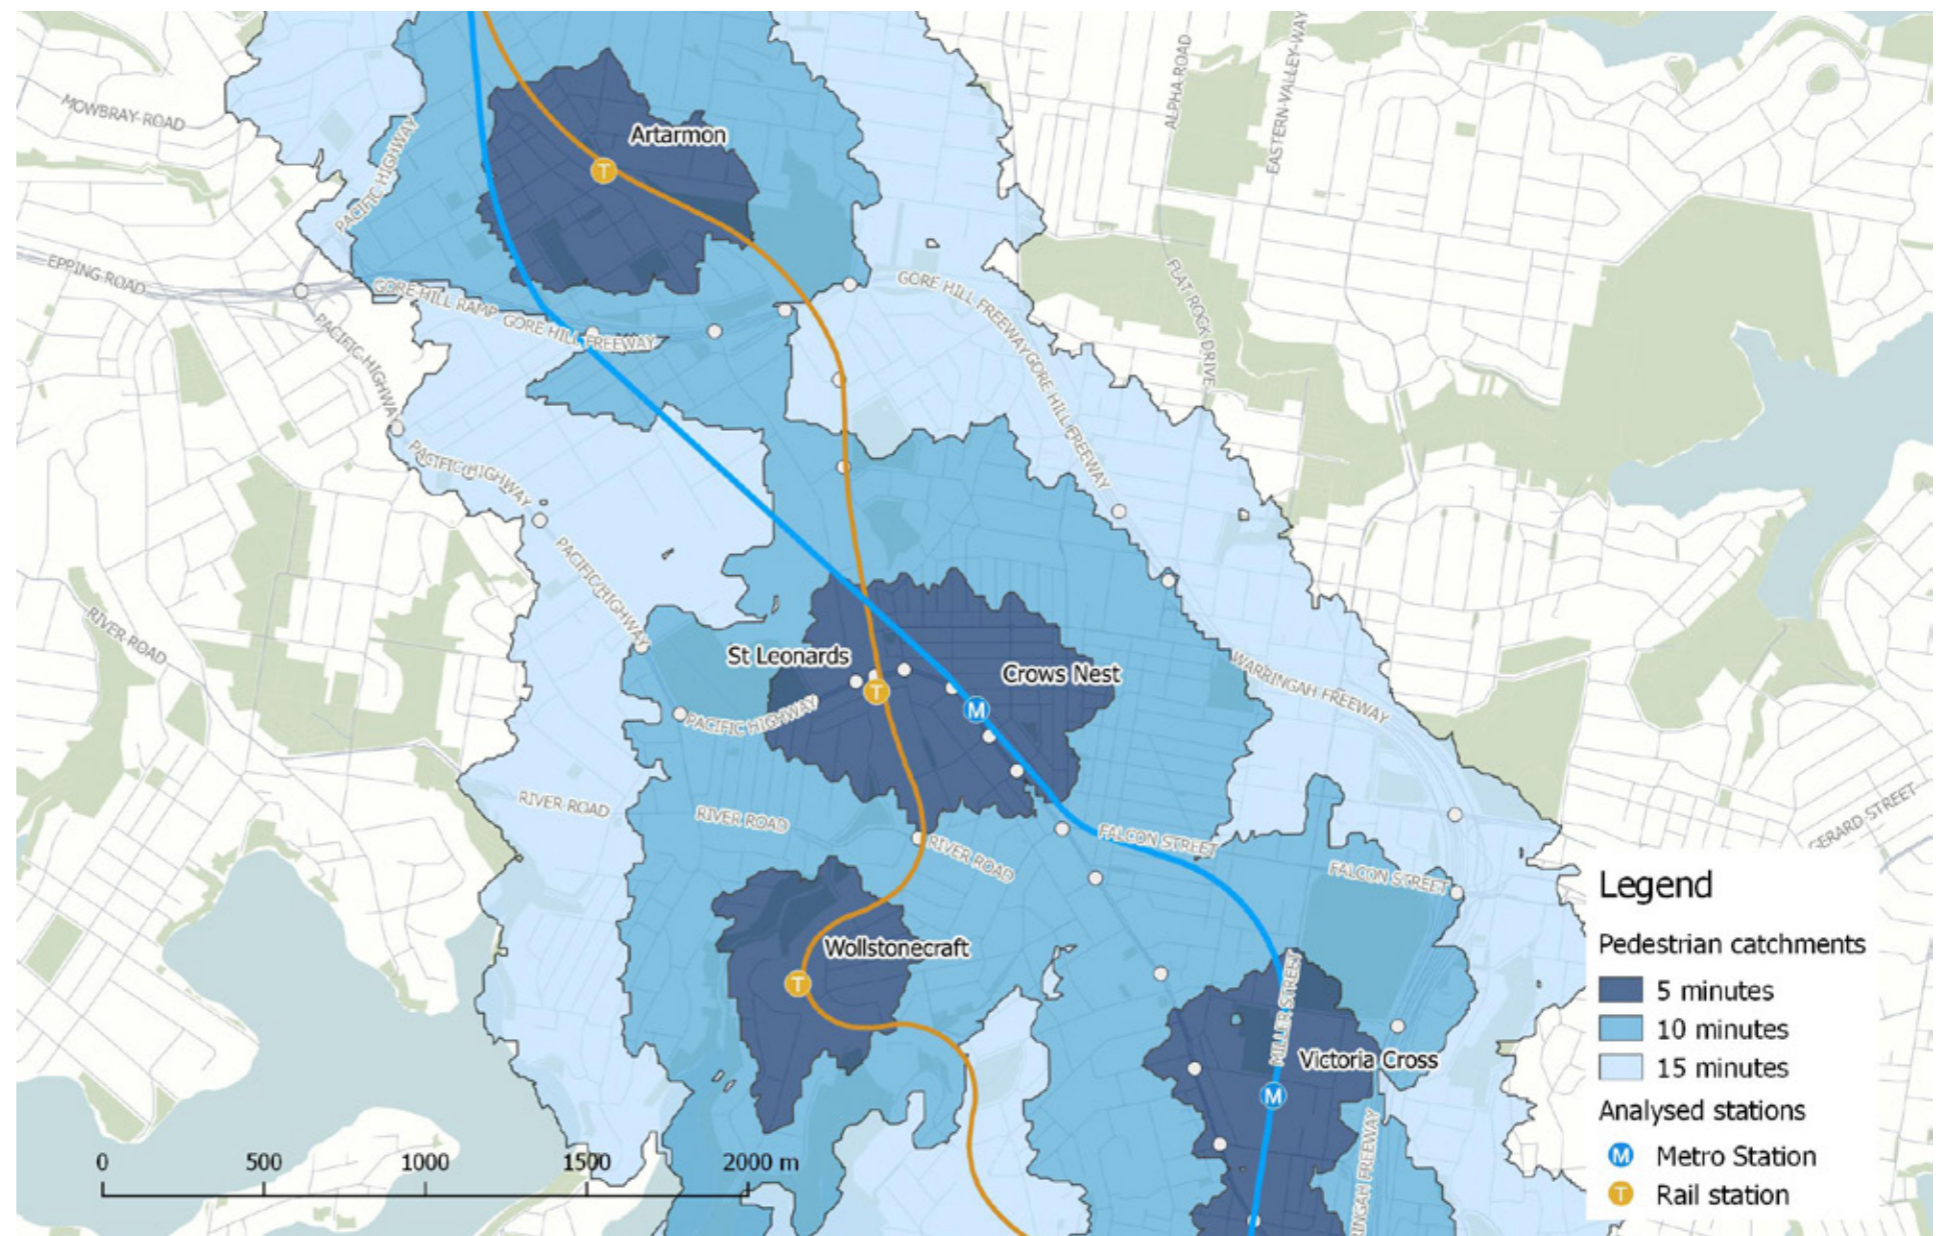 ALPHA ROAD
EASTERN-VALLEY-WAY
MOWBRAY-ROAD
PACIFIC HIGHWAY
Artarmon
T
EPPING ROAD
GORE HILL RAMP
GORE HILL FREEWAY
GORE HILL FREEWAY
GORE HILL FREEWAY
FLAT ROCK DRIVE
PACIFIC HIGHWAY
PACIFIC HIGHWAY
PACIFIC HIGHWAY
RIVER ROAD
St Leonards
T
Crows Nest
M
PACIFIC HIGHWAY
WARRINGAH FREEWAY
RIVER ROAD
RIVER ROAD
RIVER ROAD
FALCON STREET
FALCON STREET
GERARD STREET
Wollstonecraft
T
MILLER STREET
Victoria Cross
M
RINGAH FREEWAY
0 500 1000 1500 2000 m
Legend
Pedestrian catchments
5 minutes
10 minutes
15 minutes
Analysed stations
M Metro Station
T Rail station